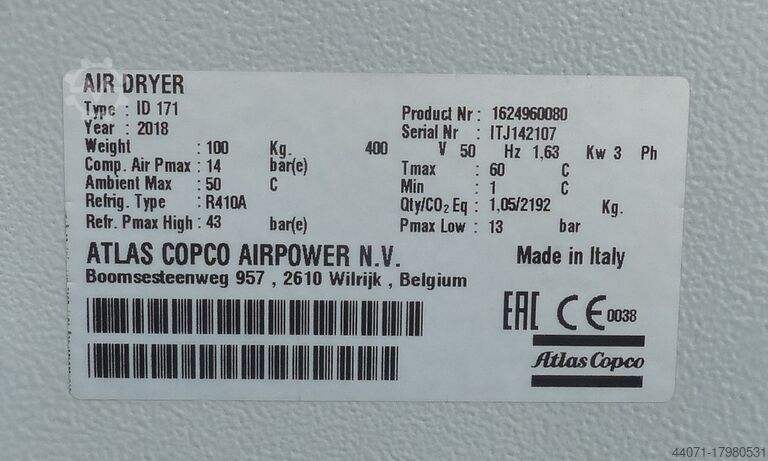 AIR DRYER
Type : ID 171 Product Nr : 1624960080
Year : 2018 Serial Nr : ITJ142107
Weight : 100 Kg. 400 V 50 Hz 1,63 Kw 3 Ph
Comp. Air Pmax : 14 bar(e) Tmax : 60 C
Ambient Max : 50 C Min : 1 C
Refrig. Type : R410A Qty/CO₂ Eq : 1,05/2192 Kg.
Refr. Pmax High : 43 bar(e) Pmax Low : 13 bar
ATLAS COPCO AIRPOWER N.V. Made in Italy
Boomsesteenweg 957 , 2610 Wilrijk , Belgium
EAC CE 0038
Atlas Copco
44071-17980531